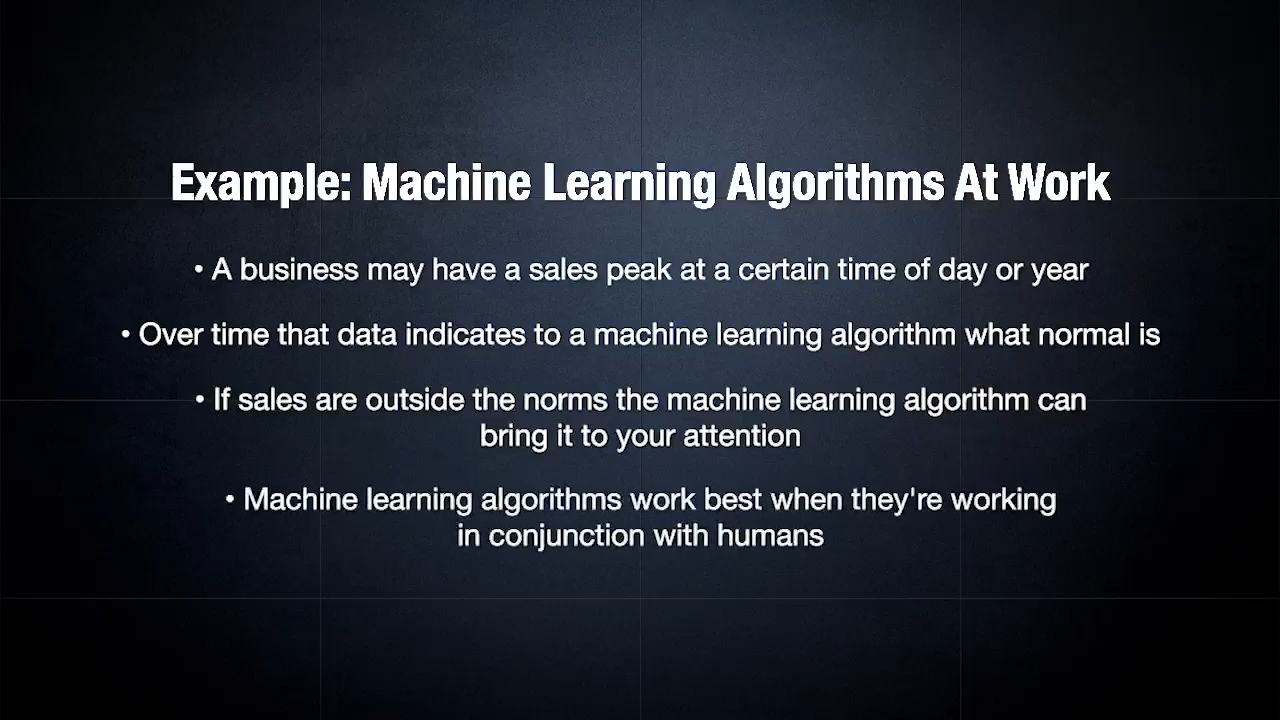 Example: Machine Learning Algorithms At Work
• A business may have a sales peak at a certain time of day or year
• Over time that data indicates to a machine learning algorithm what normal is
• If sales are outside the norms the machine learning algorithm can
bring it to your attention
• Machine learning algorithms work best when they're working
in conjunction with humans